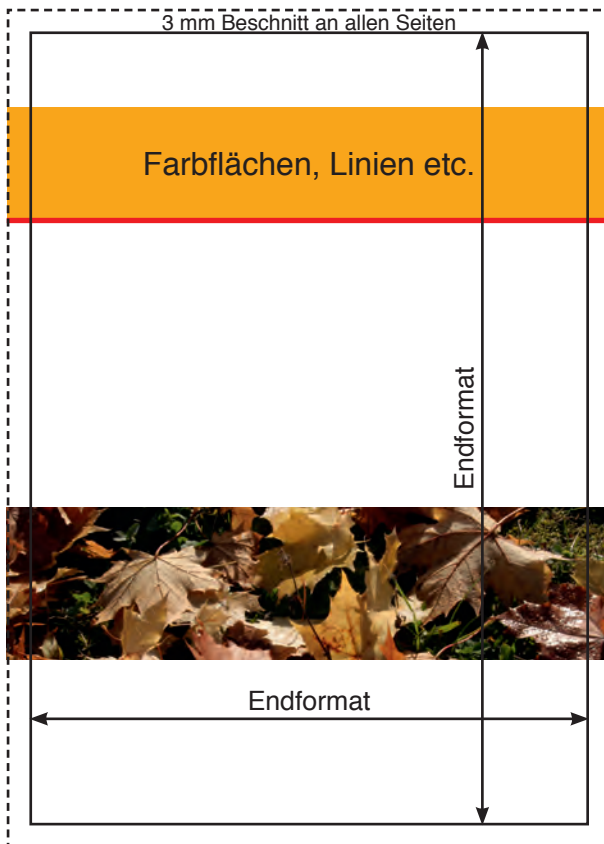 3 mm Beschnitt an allen Seiten
Farbflächen, Linien etc.
Endformat
Endformat